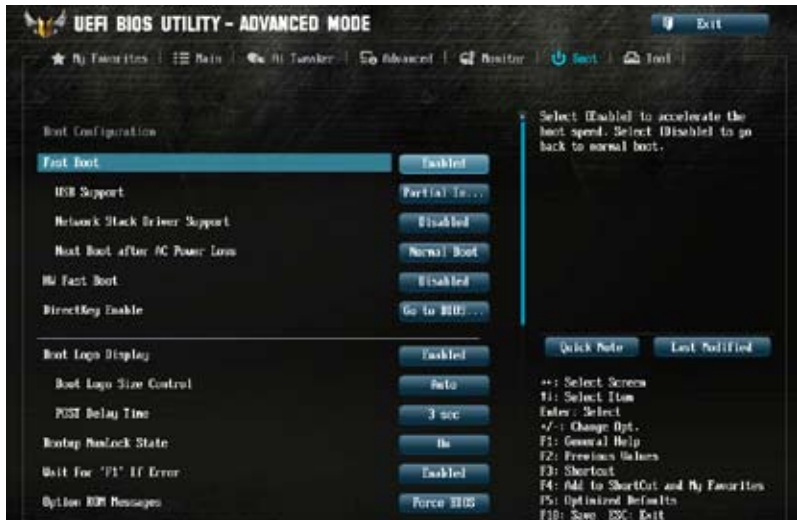 UEFI BIOS UTILITY - ADVANCED MODE
Exit
My Favorites
Main
Ai Tweaker
Advanced
Monitor
Boot
Tool
Boot Configuration
Fast Boot
Enabled
USB Support
Partial In...
Network Stack Driver Support
Disabled
Next Boot after AC Power Loss
Normal Boot
HW Fast Boot
Disabled
DirectKey Enable
Go to BIOS...
Boot Logo Display
Enabled
Boot Logo Size Control
Auto
POST Delay Time
3 sec
Bootup NumLock State
On
Wait For 'F1' If Error
Enabled
Option ROM Messages
Force BIOS
Select [Enable] to accelerate the
boot speed. Select [Disable] to go
back to normal boot.
Quick Note
Last Modified
→←: Select Screen
↑↓: Select Item
Enter: Select
+/-: Change Opt.
F1: General Help
F2: Previous Values
F3: Shortcut
F4: Add to ShortCut and My Favorites
F5: Optimized Defaults
F10: Save ESC: Exit